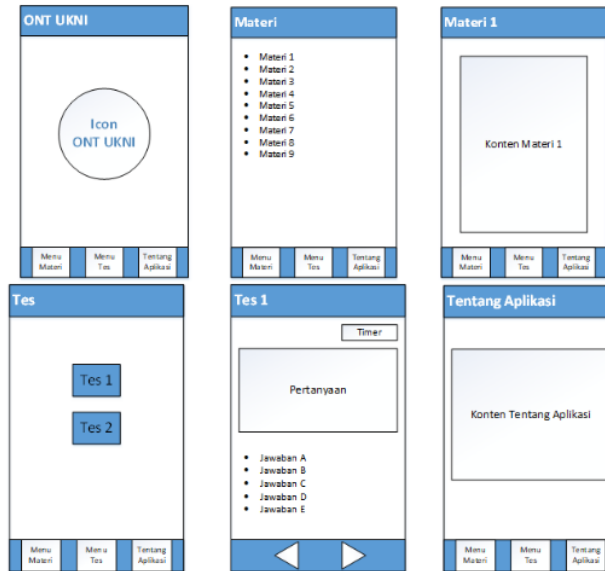 ONT UKNI
Icon
ONT UKNI
Menu
Materi
Menu
Tes
Tentang
Aplikasi
Materi
Materi 1
Materi 2
Materi 3
Materi 4
Materi 5
Materi 6
Materi 7
Materi 8
Materi 9
Menu
Materi
Menu
Tes
Tentang
Aplikasi
Materi 1
Konten Materi 1
Menu
Materi
Menu
Tes
Tentang
Aplikasi
Tes
Tes 1
Tes 2
Menu
Materi
Menu
Tes
Tentang
Aplikasi
Tes 1
Timer
Pertanyaan
Jawaban A
Jawaban B
Jawaban C
Jawaban D
Jawaban E
Tentang Aplikasi
Konten Tentang Aplikasi
Menu
Materi
Menu
Tes
Tentang
Aplikasi